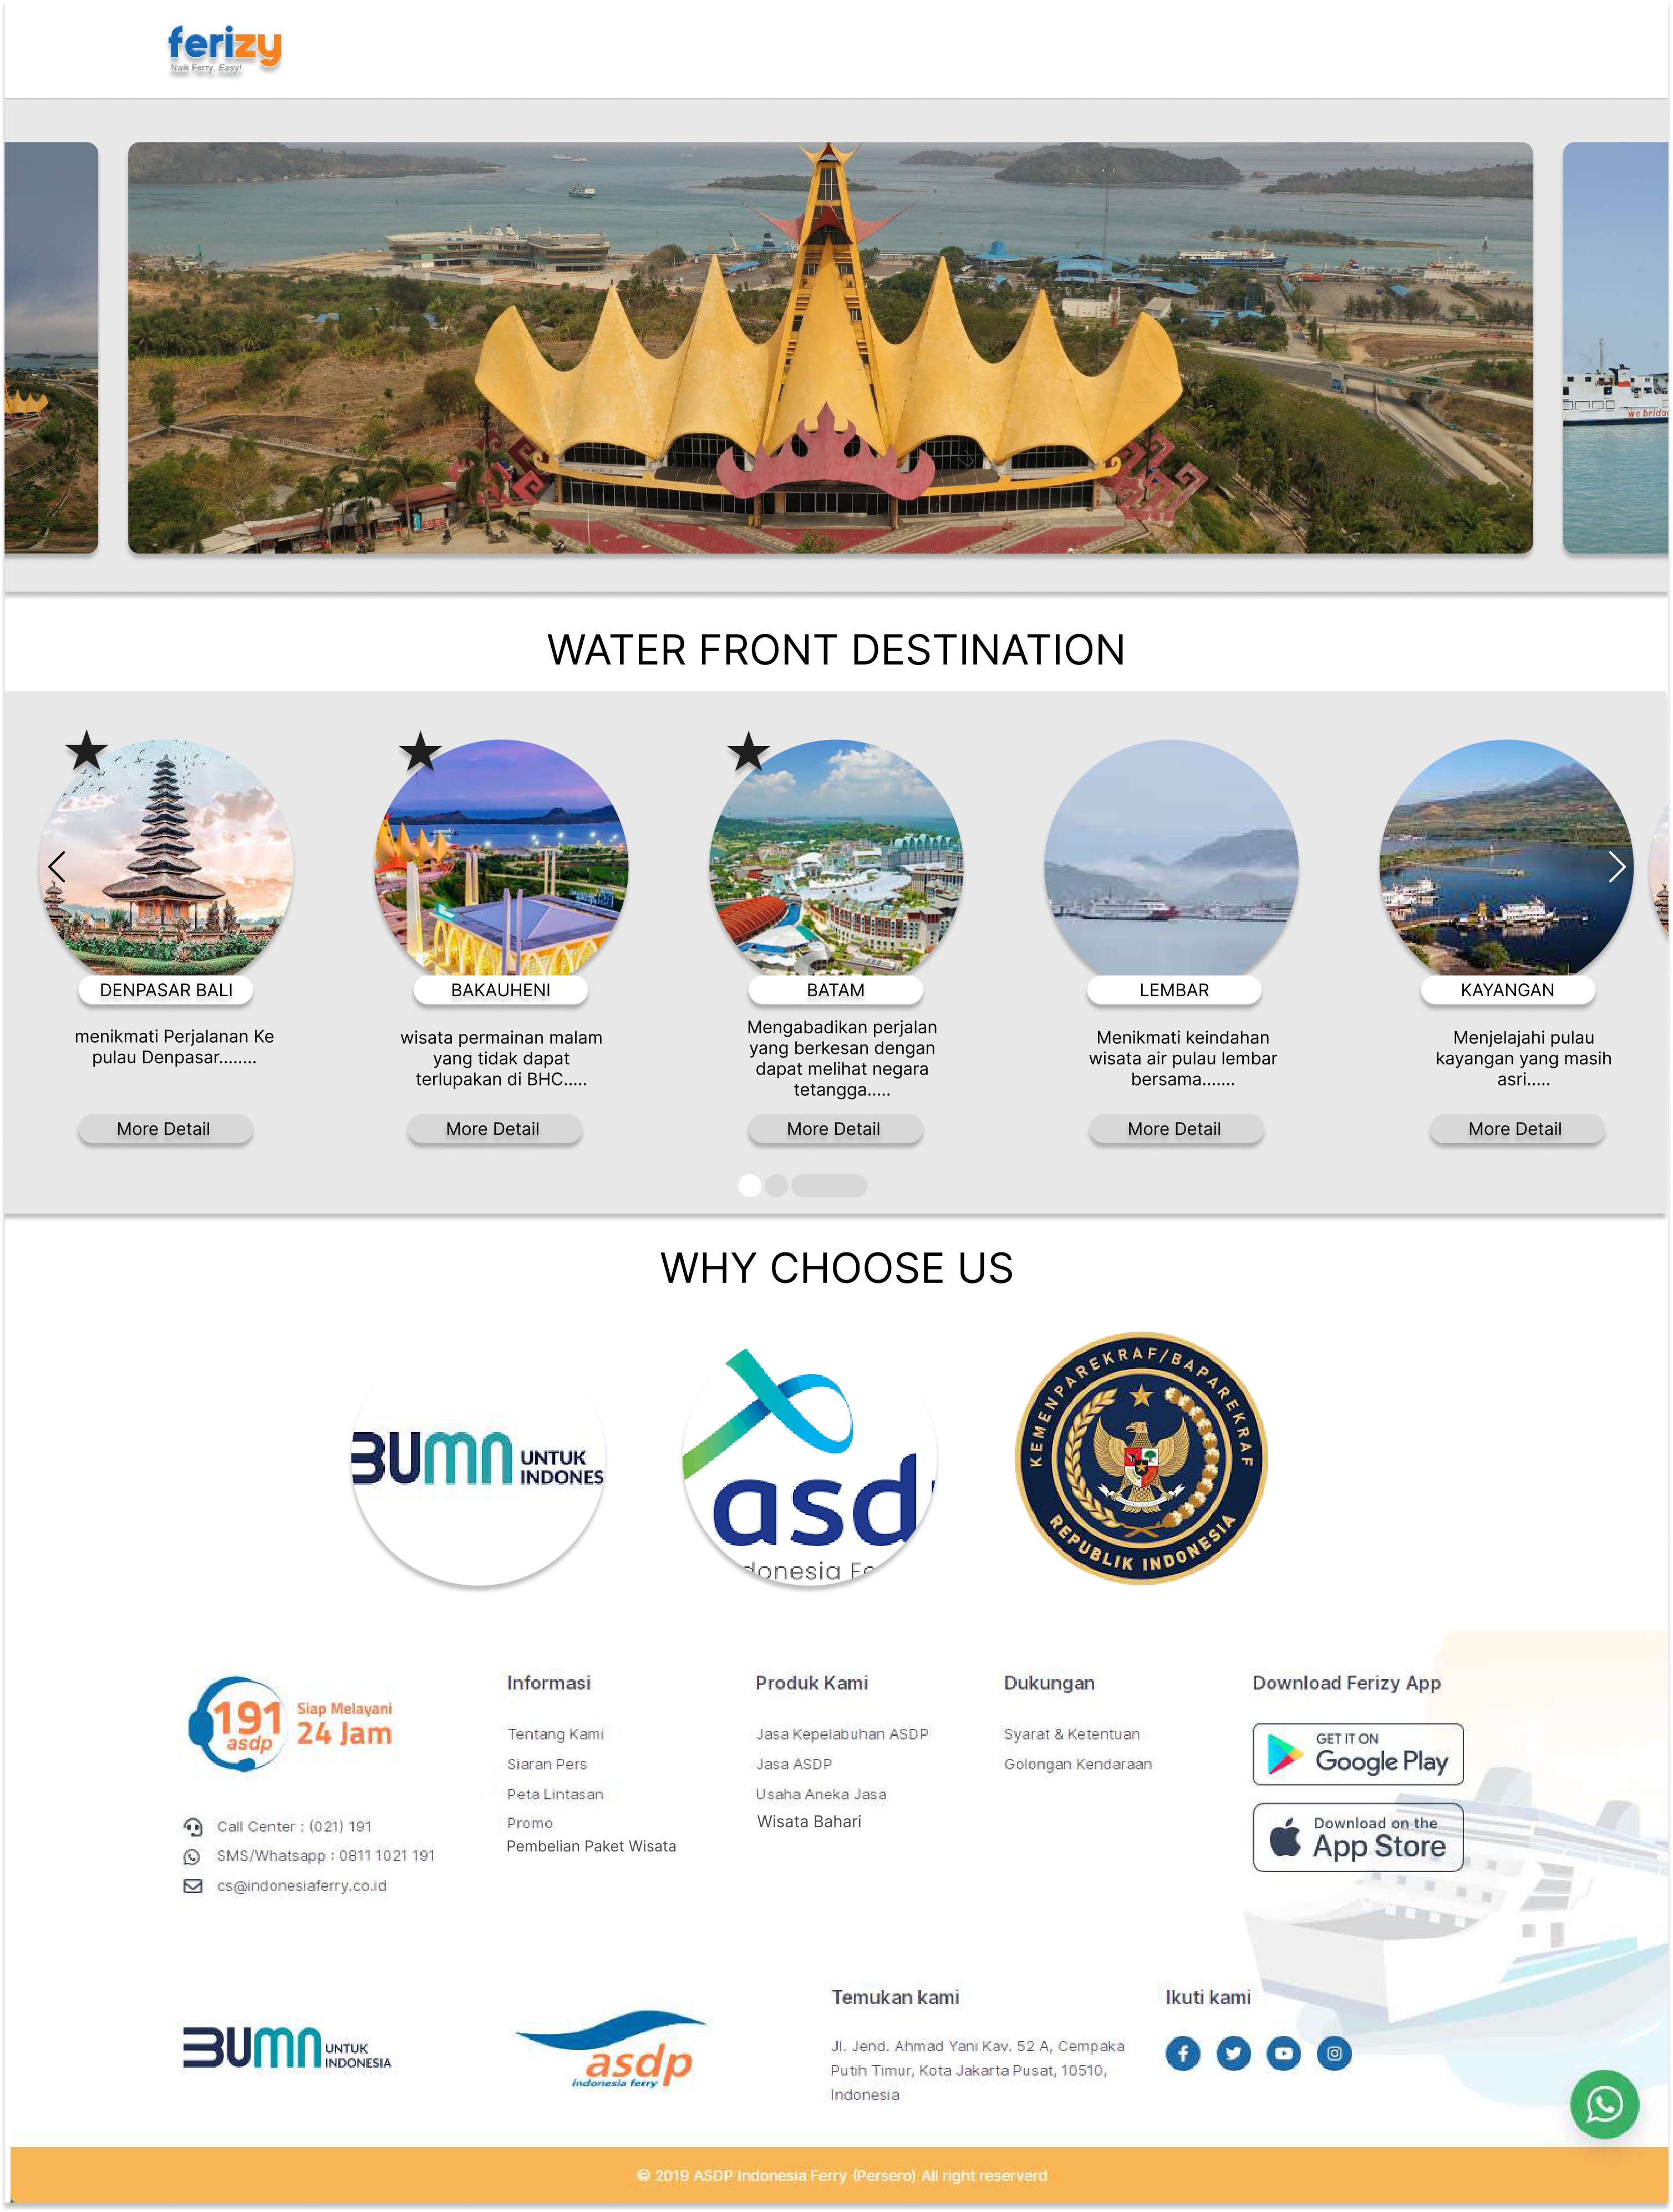 ferizy
Naik Ferry, Easy!
we bridge
WATER FRONT DESTINATION
DENPASAR BALI
menikmati Perjalanan Ke
pulau Denpasar........
More Detail
BAKAUHENI
wisata permainan malam
yang tidak dapat
terlupakan di BHC.....
More Detail
BATAM
Mengabadikan perjalan
yang berkesan dengan
dapat melihat negara
tetangga.....
More Detail
LEMBAR
Menikmati keindahan
wisata air pulau lembar
bersama.......
More Detail
KAYANGAN
Menjelajahi pulau
kayangan yang masih
asri.....
More Detail
WHY CHOOSE US
BUMN UNTUK
INDONES
asd
donesia Fe
KEMENPAREKRAF/BAPAREKRAF
REPUBLIK INDONESIA
191
asdp
Siap Melayani
24 Jam
Call Center : (021) 191
SMS/Whatsapp : 0811 1021 191
cs@indonesiaferry.co.id
Informasi
Tentang Kami
Siaran Pers
Peta Lintasan
Promo
Pembelian Paket Wisata
Produk Kami
Jasa Kepelabuhan ASDP
Jasa ASDP
Usaha Aneka Jasa
Wisata Bahari
Dukungan
Syarat & Ketentuan
Golongan Kendaraan
Download Ferizy App
GET IT ON
Google Play
Download on the
App Store
BUMN UNTUK
INDONESIA
asdp
indonesia ferry
Temukan kami
Jl. Jend. Ahmad Yani Kav. 52 A, Cempaka
Putih Timur, Kota Jakarta Pusat, 10510,
Indonesia
Ikuti kami
© 2019 ASDP Indonesia Ferry (Persero) All right reserverd